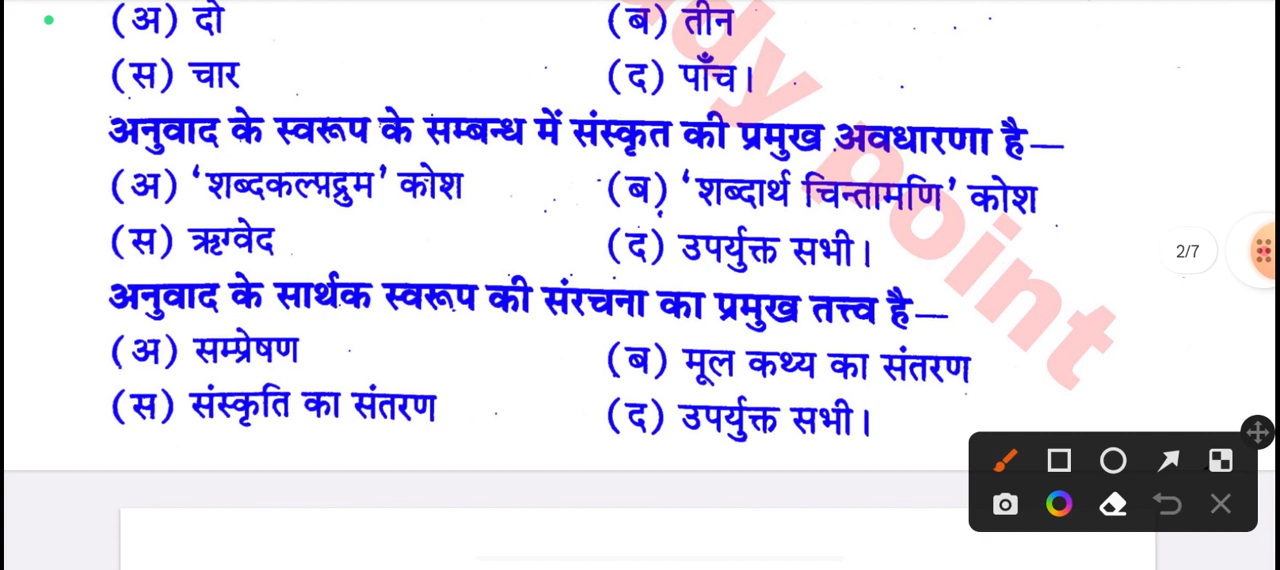 (अ) दो (ब) तीन
(स) चार (द) पाँच।
अनुवाद के स्वरूप के सम्बन्ध में संस्कृत की प्रमुख अवधारणा है—
(अ) ‘शब्दकल्पद्रुम’ कोश (ब) ‘शब्दार्थ चिन्तामणि’ कोश
(स) ऋग्वेद (द) उपर्युक्त सभी।
2/7
अनुवाद के सार्थक स्वरूप की संरचना का प्रमुख तत्त्व है—
(अ) सम्प्रेषण (ब) मूल कथ्य का संतरण
(स) संस्कृति का संतरण (द) उपर्युक्त सभी।
point